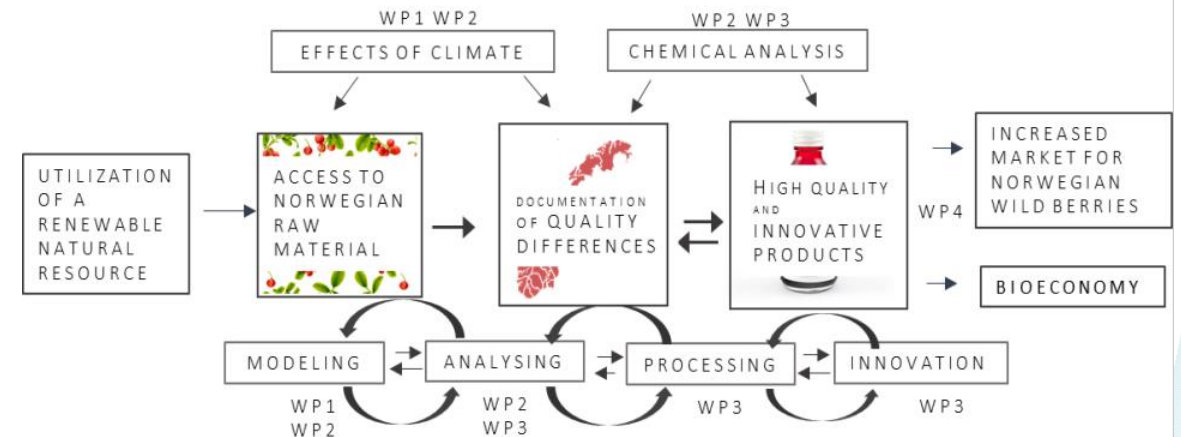 WP1 WP2
EFFECTS OF CLIMATE
WP2 WP3
CHEMICAL ANALYSIS
UTILIZATION
OF A
RENEWABLE
NATURAL
RESOURCE
ACCESS TO
NORWEGIAN
RAW
MATERIAL
DOCUMENTATION
OF QUALITY
DIFFERENCES
HIGH QUALITY
AND
INNOVATIVE
PRODUCTS
WP4
INCREASED
MARKET FOR
NORWEGIAN
WILD BERRIES
BIOECONOMY
MODELING
ANALYSING
PROCESSING
INNOVATION
WP1
WP2
WP2
WP3
WP3
WP3